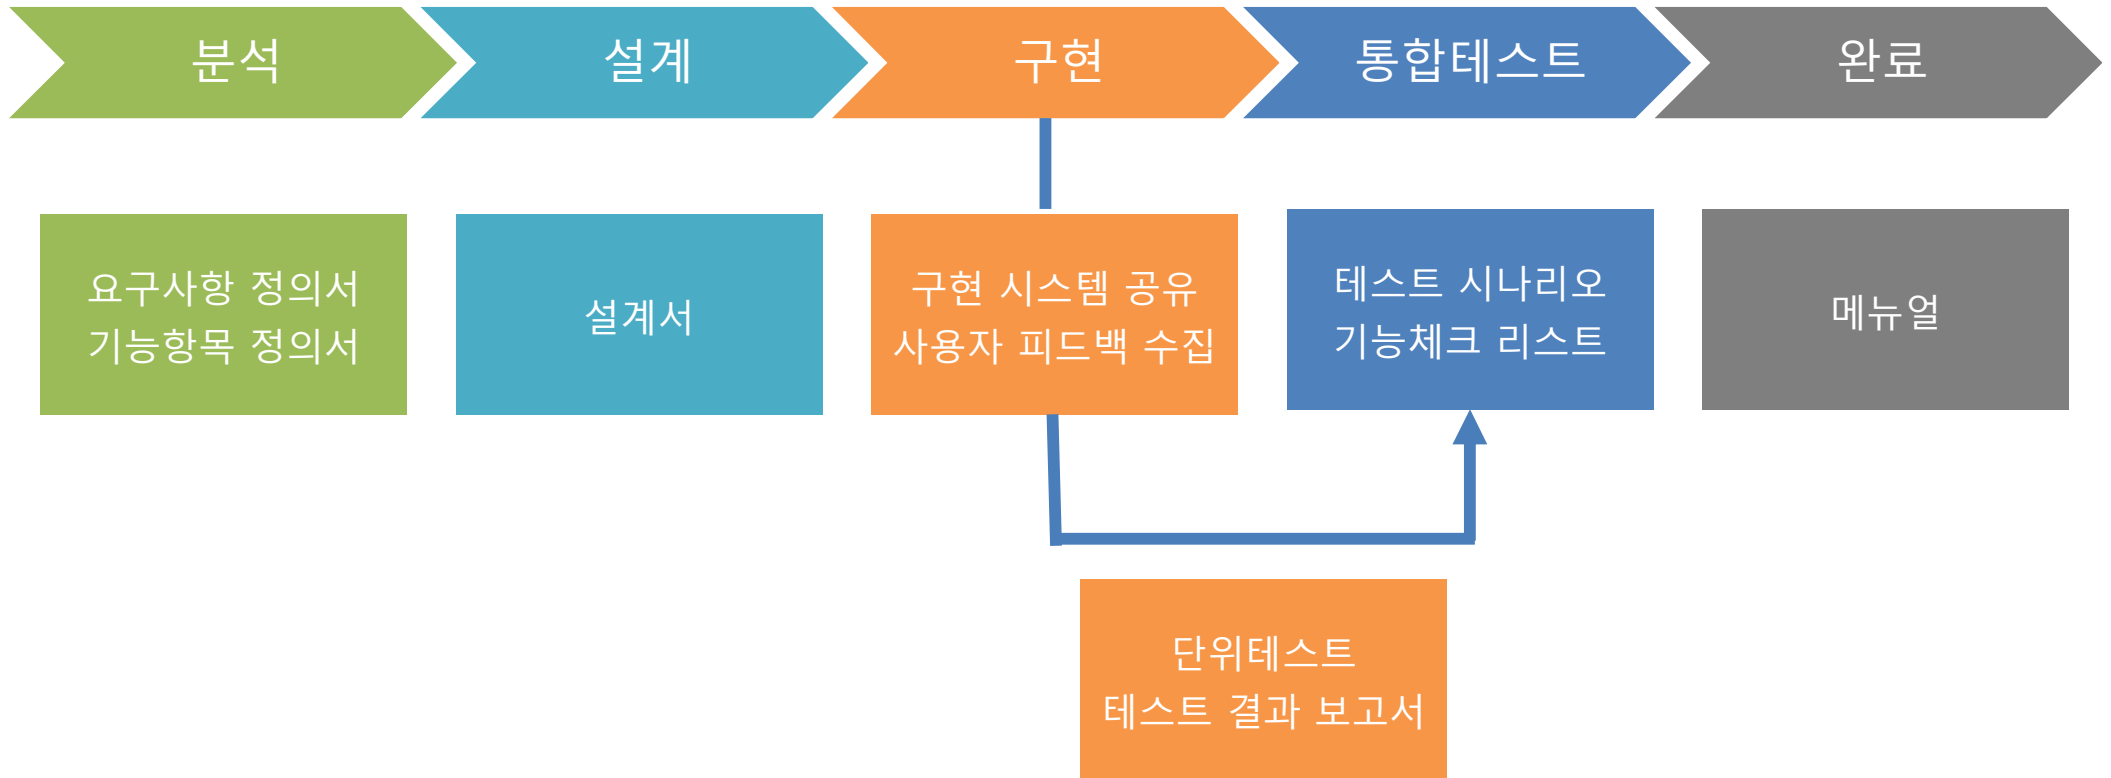 분석
설계
구현
통합테스트
완료
요구사항 정의서
기능항목 정의서
설계서
구현 시스템 공유
사용자 피드백 수집
테스트 시나리오
기능체크 리스트
메뉴얼
단위테스트
테스트 결과 보고서